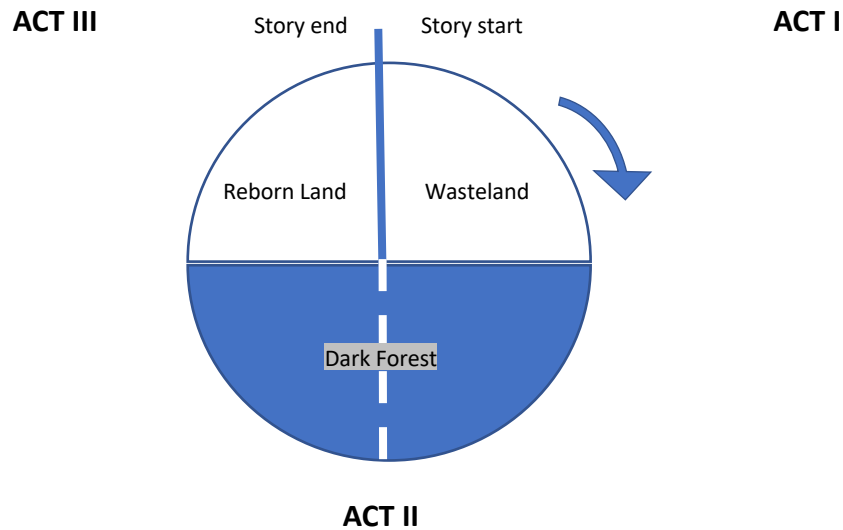 ACT III
Story end
Story start
ACT I
Reborn Land
Wasteland
Dark Forest
ACT II